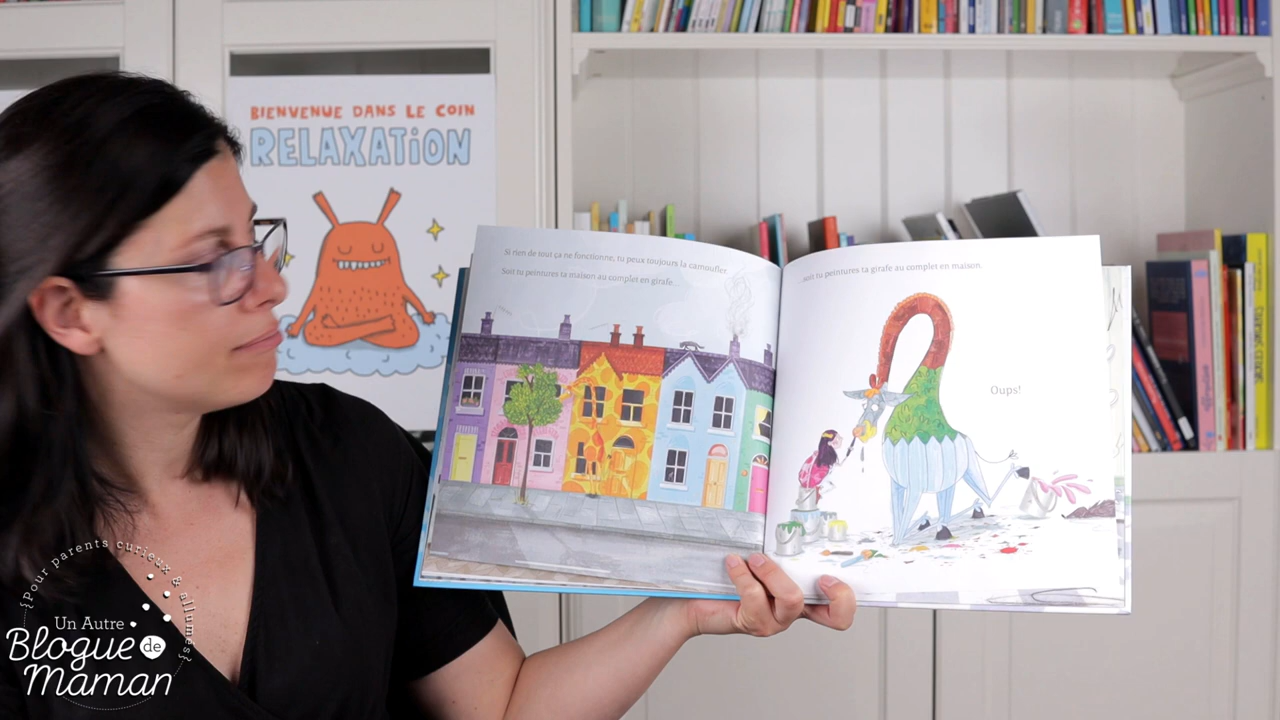 BIENVENUE DANS LE COIN
RELAXATION
Si rien de tout ça ne fonctionne, tu peux toujours la camoufler.
Soit tu peintures ta maison au complet en girafe...
...soit tu peintures ta girafe au complet en maison.
Oups!
{Pour parents curieux & allumés}
Un Autre
Blogue de
Maman